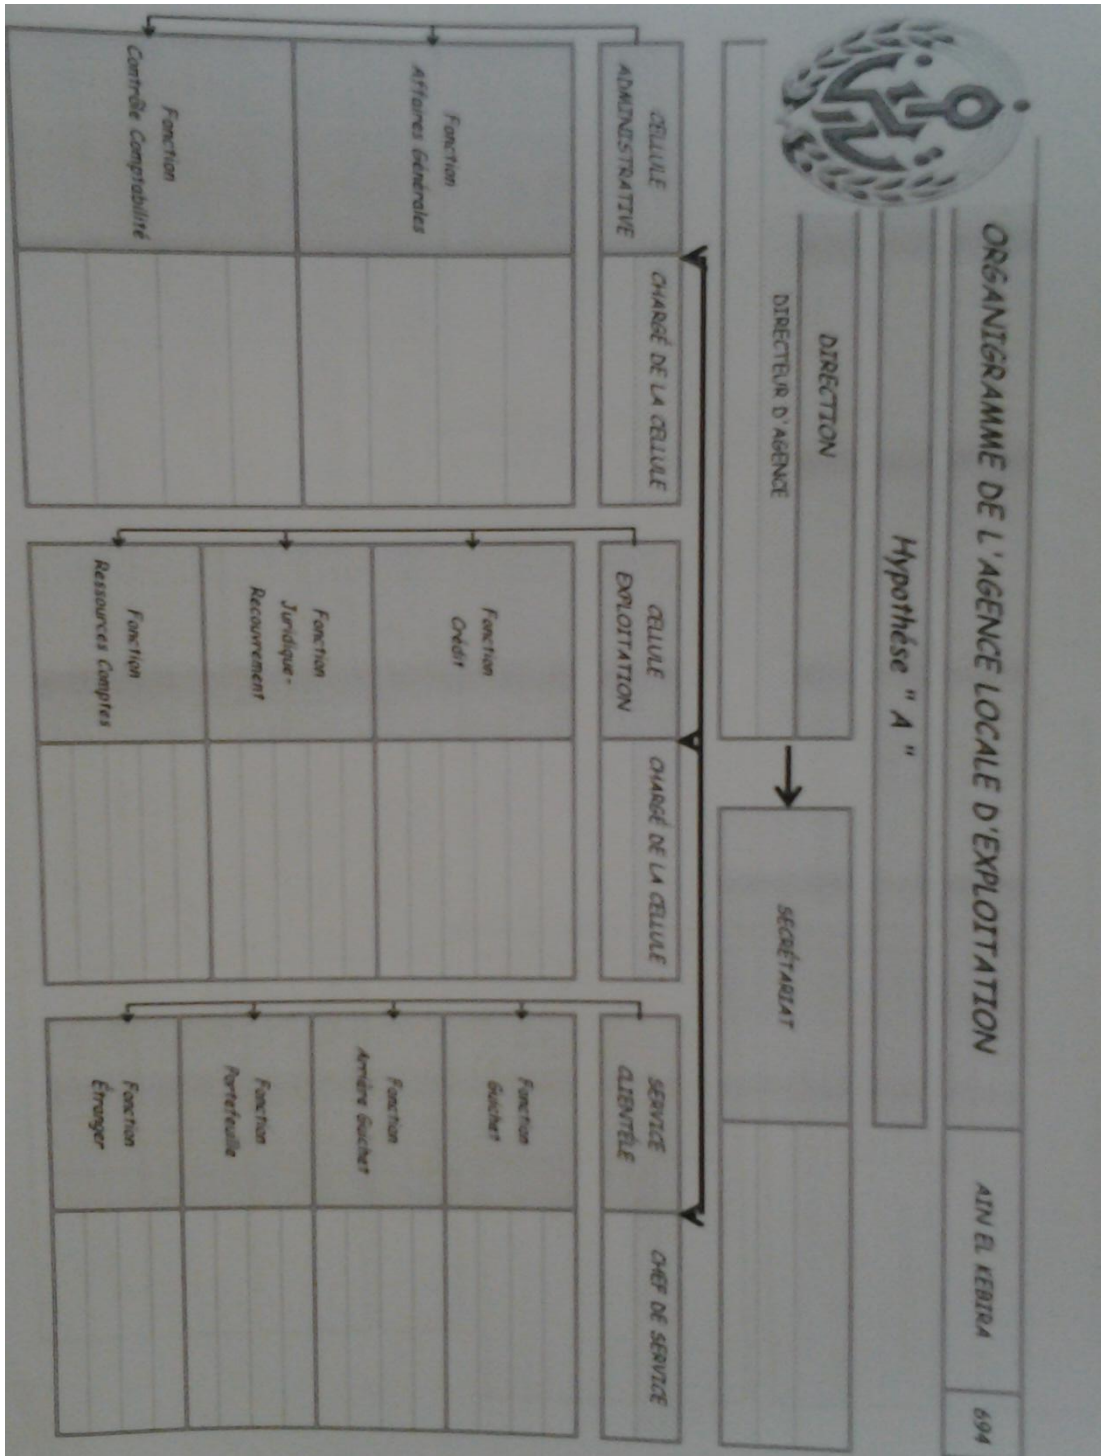 ORGANIGRAMME DE L'AGENCE LOCALE D'EXPLOITATION
AIN EL KEBIRA
694
Hypothése " A "
DIRECTION
DIRECTEUR D'AGENCE
SECRÉTARIAT
CELLULE
ADMINISTRATIVE
CHARGÉ DE LA CELLULE
Fonction
Affaires Générales
Fonction
Contrôle Comptabilité
CELLULE
EXPLOITATION
CHARGÉ DE LA CELLULE
Fonction
Crédit
Fonction
Juridique-
Recouvrement
Fonction
Ressources Comptes
SERVICE
CLIENTÈLE
CHEF DE SERVICE
Fonction
Guichet
Fonction
Arrière Guichet
Fonction
Portefeuille
Fonction
Étranger